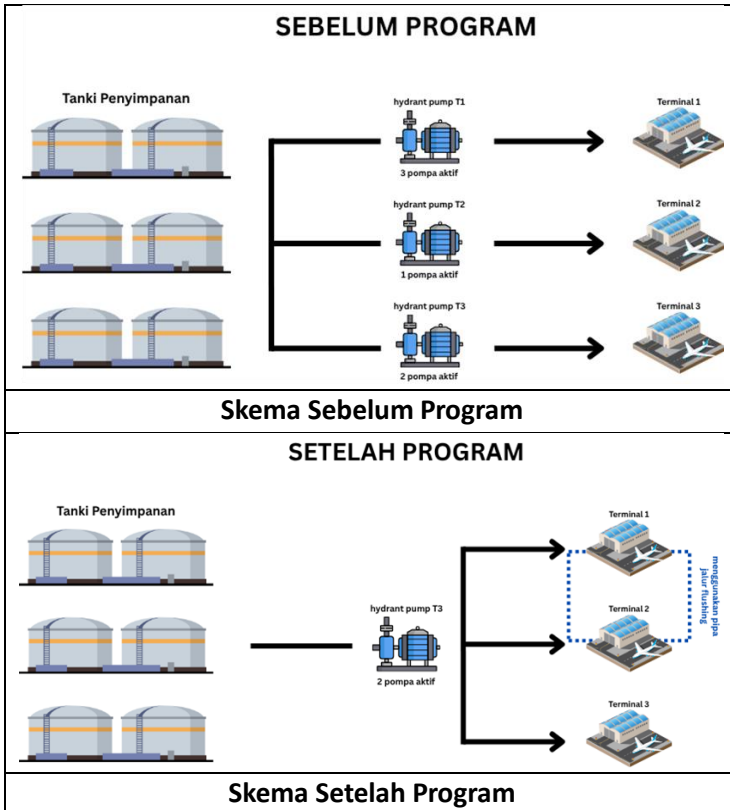 SEBELUM PROGRAM
Tanki Penyimpanan
hydrant pump T1
3 pompa aktif
Terminal 1
hydrant pump T2
1 pompa aktif
Terminal 2
hydrant pump T3
2 pompa aktif
Terminal 3
Skema Sebelum Program
SETELAH PROGRAM
Tanki Penyimpanan
hydrant pump T3
2 pompa aktif
Terminal 1
Terminal 2
Terminal 3
menggunakan pipa
jalur flushing
Skema Setelah Program